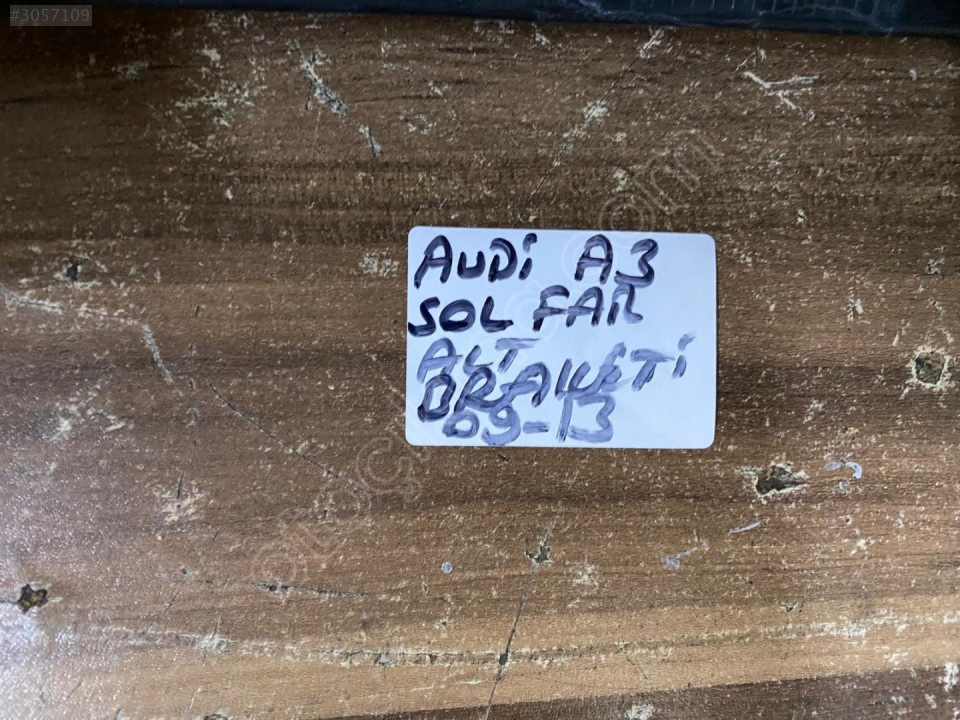 #3057109
AUDi A3
SOL FAR
ALT
BRAKETİ
09-13